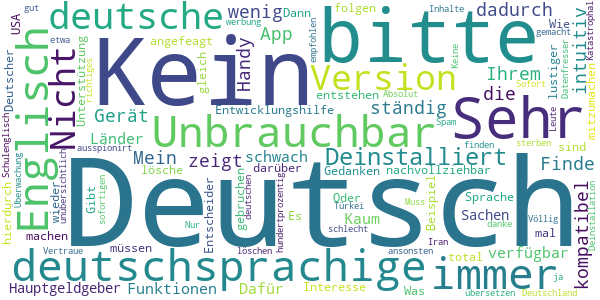 USA
gut
deutsche
wenig
Dann
werbung
empfohlen
bitte
dadurch
folgen
Wie
gemacht
Inhalte
Katastrophal
Unterstützung
richtiges
angefeagt
gleich
App
Handy
Ihrem
intuitiv
lustiger
Leute
Datenfresser
mitzumachen
Kein
Version
Keine
Sofort
Englisch
Nicht
etwa
Gerät
Entwicklungshilfe
entstehen
ständig
die
Sehr
Absolut
Spam
Schulenglisch
Deutscher
Länder
Unbrauchbar
ausspioniert
Überwachung
unübersichtlich
Mein
zeigt
schwach
Deinstalliert
Finde
finden
sterben
hierdurch
wieder
lösche
darüber
Gedanken
nachvollziehbar
sind
kompatibel
Deinstallation
Gibt
sofortigen
Entscheider
gebrauchen
deutschen
hundertprozentig
Oder
Kaum
Beispiel
Sprache
Sachen
mal
Deutsch
machen
müssen
Es
Türkei
Muss
verfügbar
Völlig
Nur
schlecht
Iran
danke
deutschsprachige
immer
total
ansonsten
Hauptgeldgeber
Funktionen
löschen
Dafür
Interesse
Was
übersetzen
Deutschland
ja